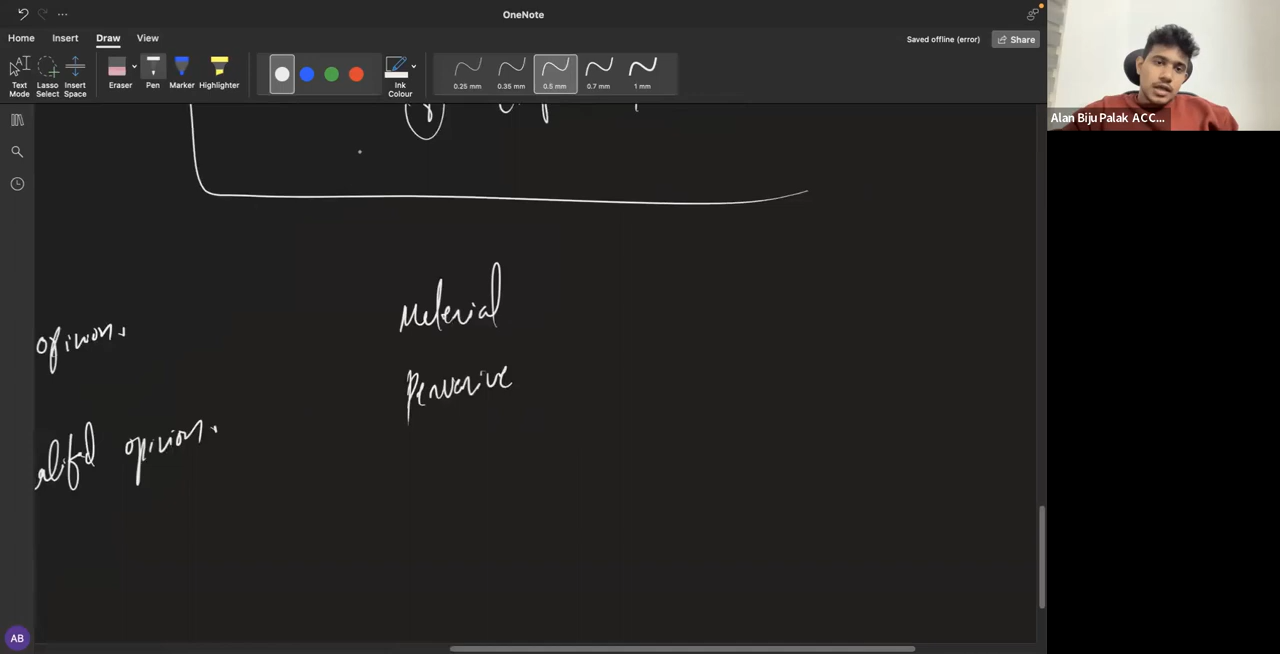 OneNote
Home Insert Draw View
Saved offline (error) Share
Text Mode
Lasso Select
Insert Space
Eraser
Pen
Marker
Highlighter
Ink Colour
0.25 mm
0.35 mm
0.5 mm
0.7 mm
1 mm
Alan Biju Palak ACC...
Material
opinion.
Pervasive
alified opinion.
AB